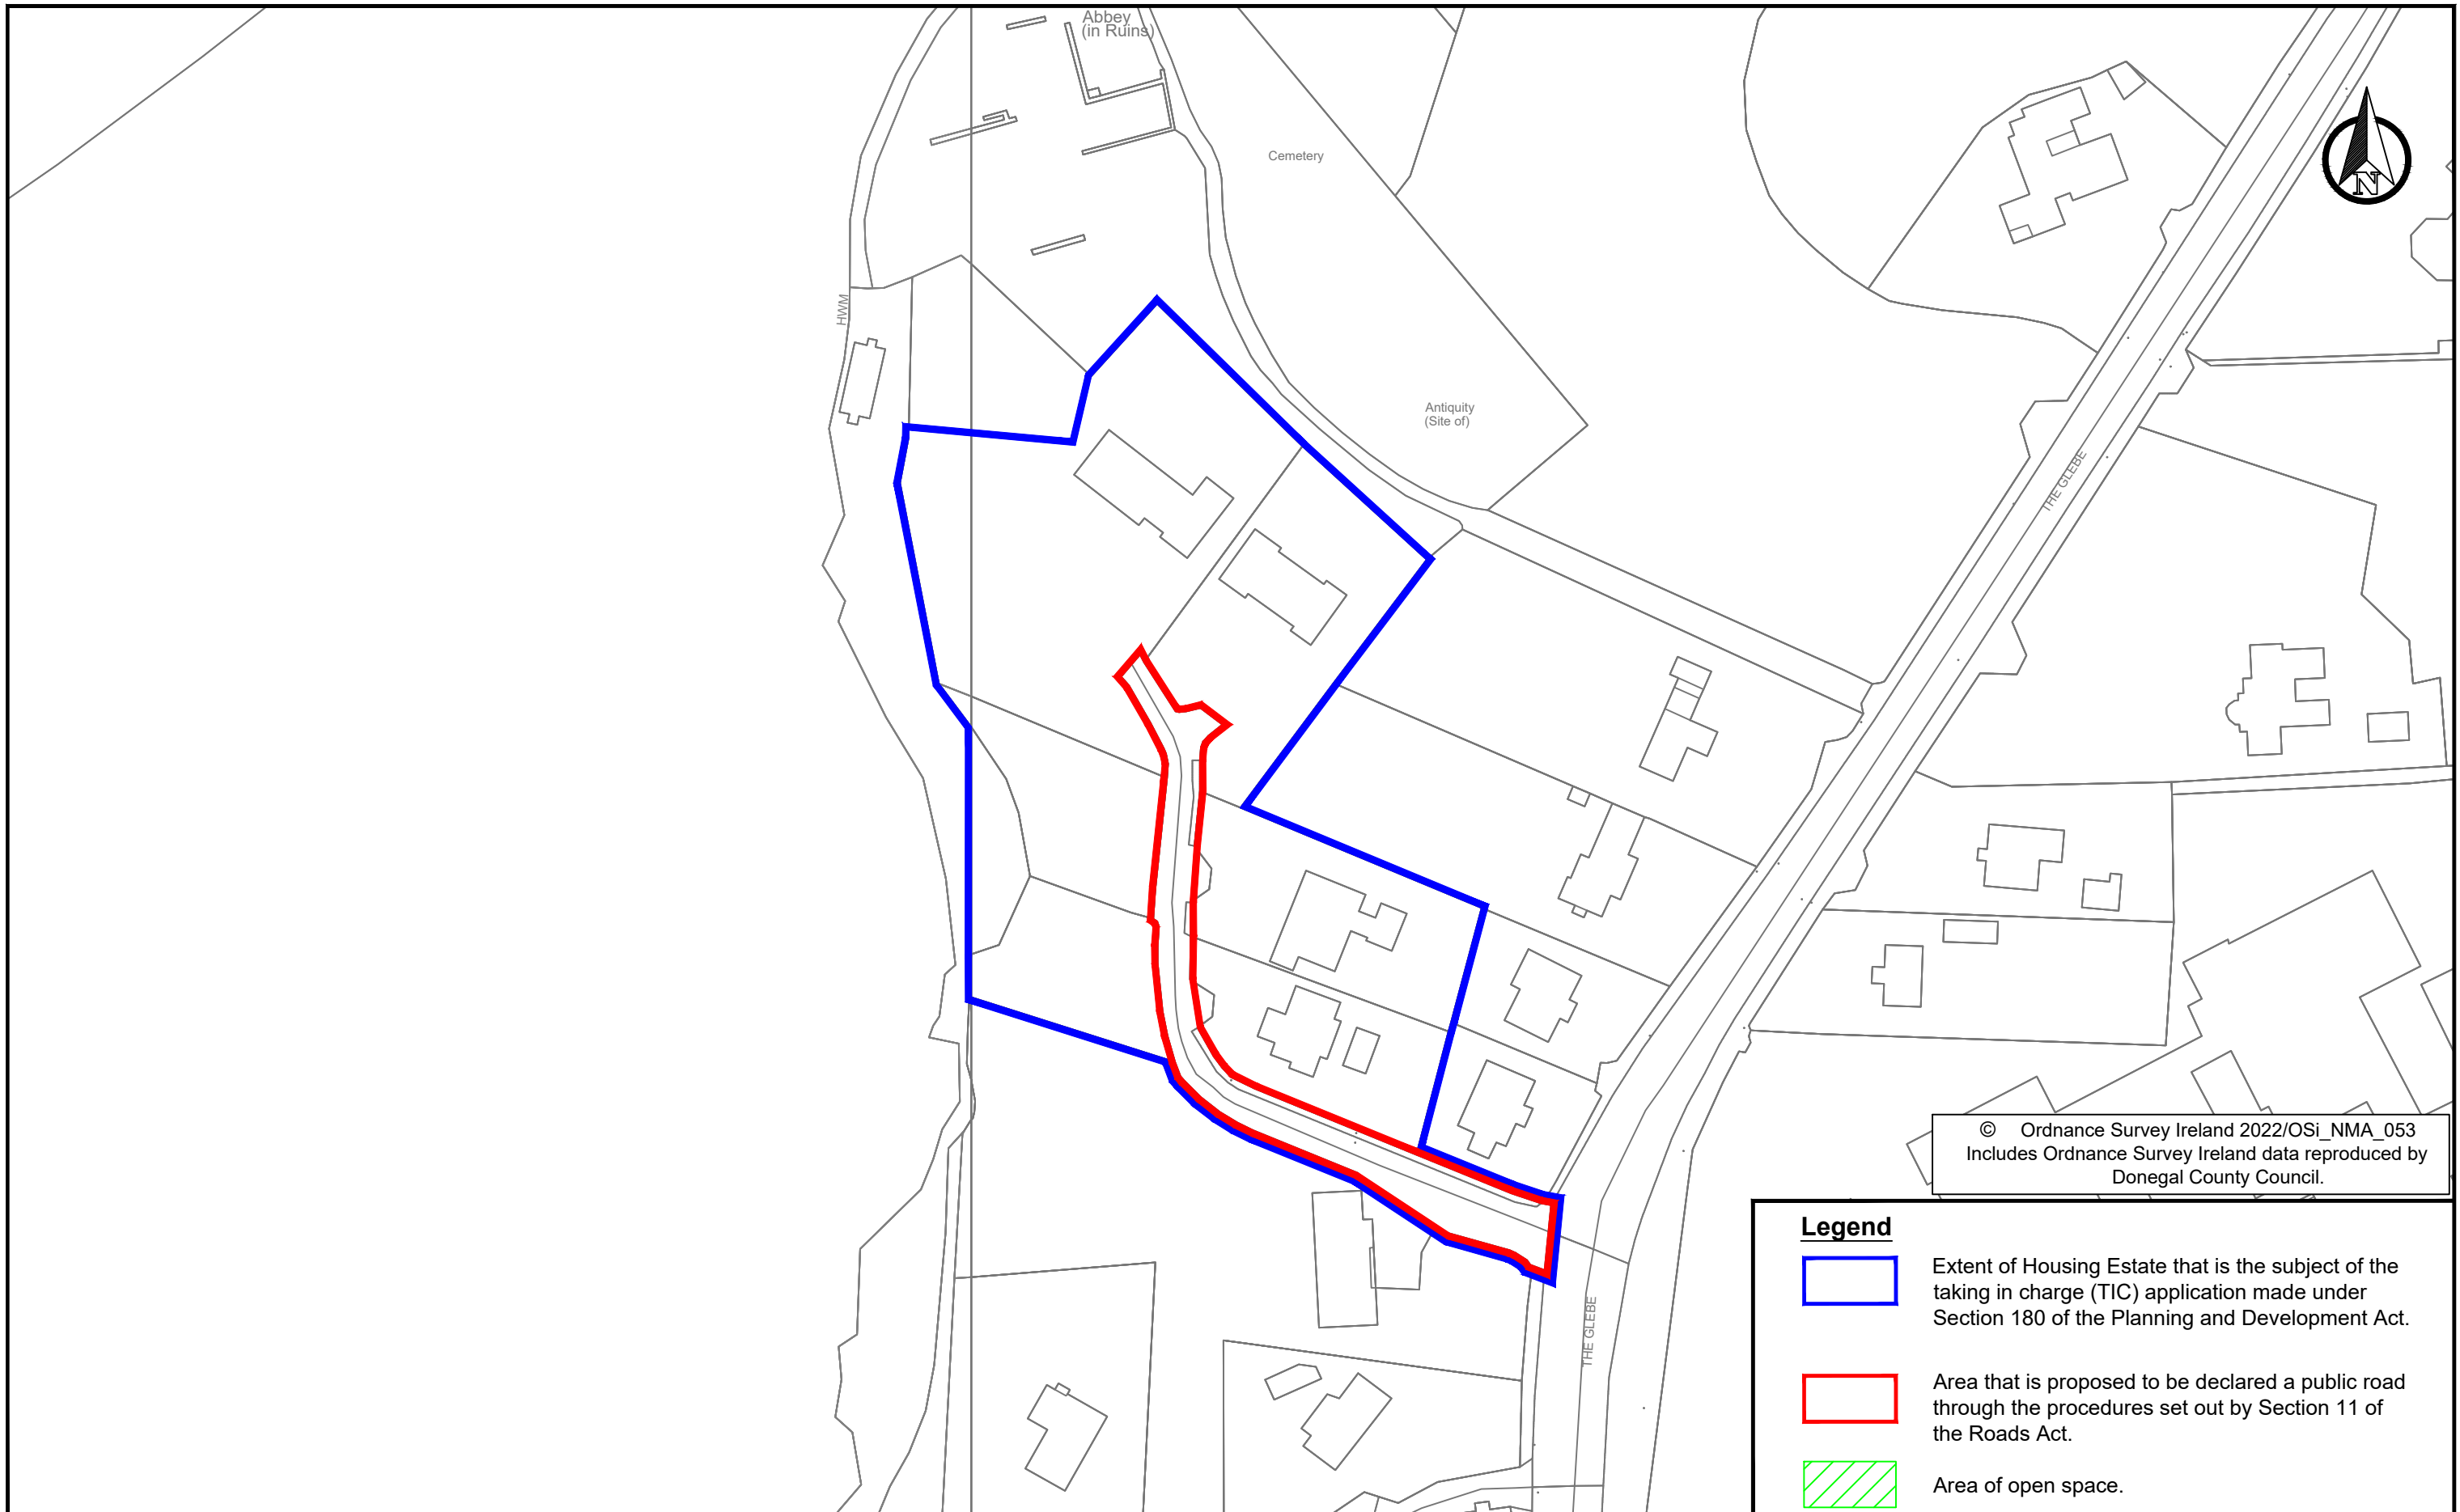 Abbey
(in Ruins)
Cemetery
N
HWM
Antiquity
(Site of)
THE GLEBE
© Ordnance Survey Ireland 2022/OSi_NMA_053
Includes Ordnance Survey Ireland data reproduced by
Donegal County Council.
Legend
Extent of Housing Estate that is the subject of the
taking in charge (TIC) application made under
Section 180 of the Planning and Development Act.
THE GLEBE
Area that is proposed to be declared a public road
through the procedures set out by Section 11 of
the Roads Act.
Area of open space.